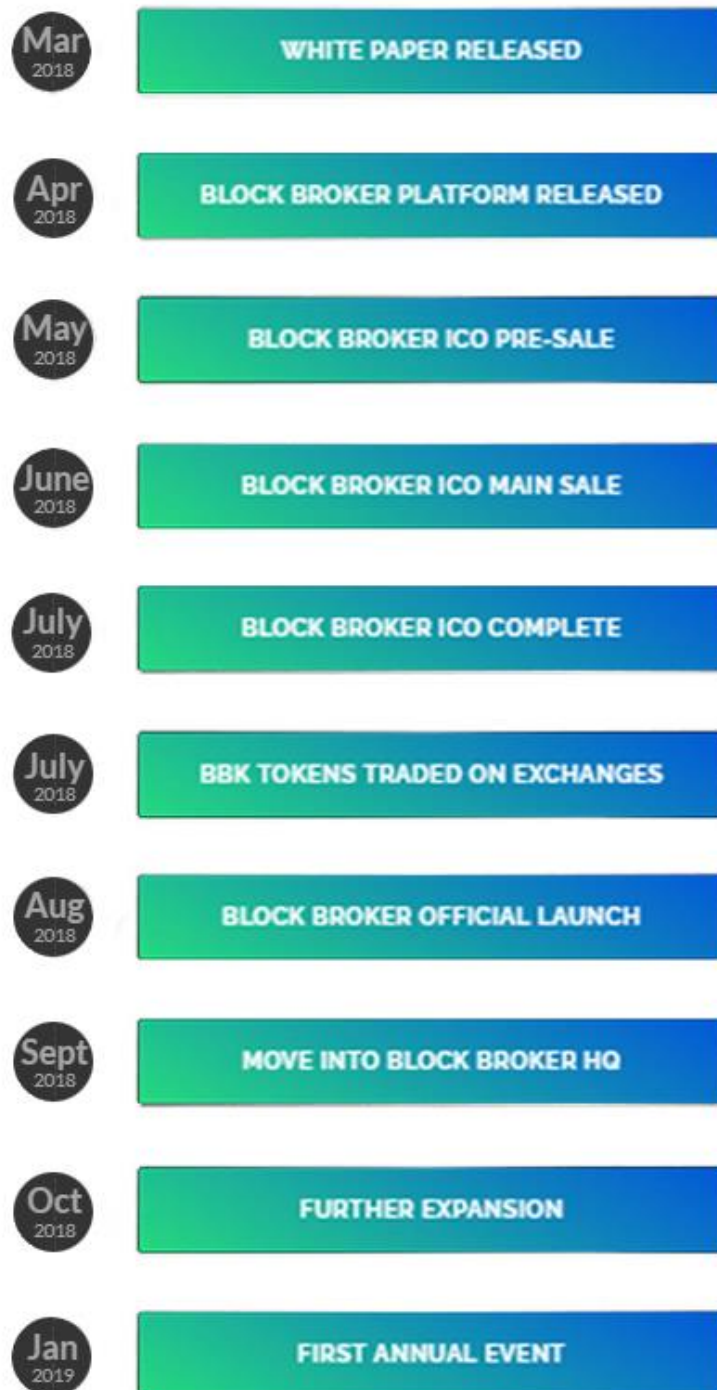 Mar
2018
WHITE PAPER RELEASED
Apr
2018
BLOCK BROKER PLATFORM RELEASED
May
2018
BLOCK BROKER ICO PRE-SALE
June
2018
BLOCK BROKER ICO MAIN SALE
July
2018
BLOCK BROKER ICO COMPLETE
July
2018
BBK TOKENS TRADED ON EXCHANGES
Aug
2018
BLOCK BROKER OFFICIAL LAUNCH
Sept
2018
MOVE INTO BLOCK BROKER HQ
Oct
2018
FURTHER EXPANSION
Jan
2019
FIRST ANNUAL EVENT